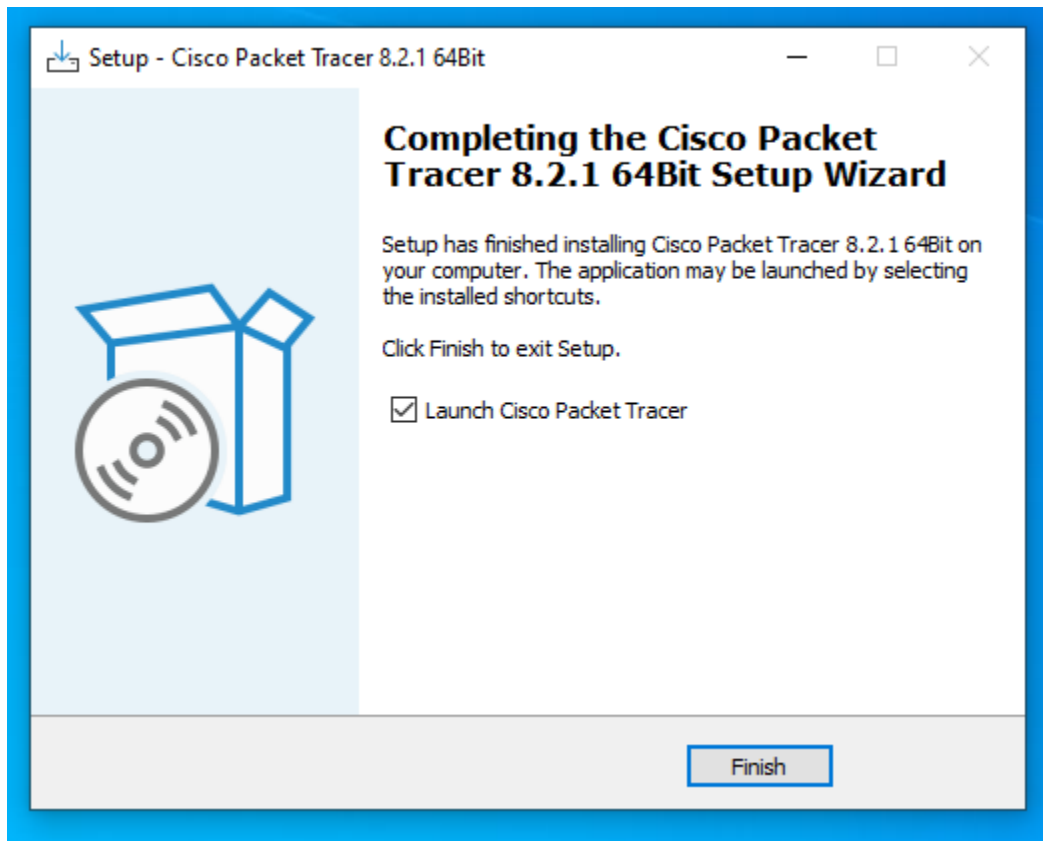 Setup - Cisco Packet Tracer 8.2.1 64Bit
Completing the Cisco Packet
Tracer 8.2.1 64Bit Setup Wizard
Setup has finished installing Cisco Packet Tracer 8.2.1 64Bit on
your computer. The application may be launched by selecting
the installed shortcuts.
Click Finish to exit Setup.
Launch Cisco Packet Tracer
Finish